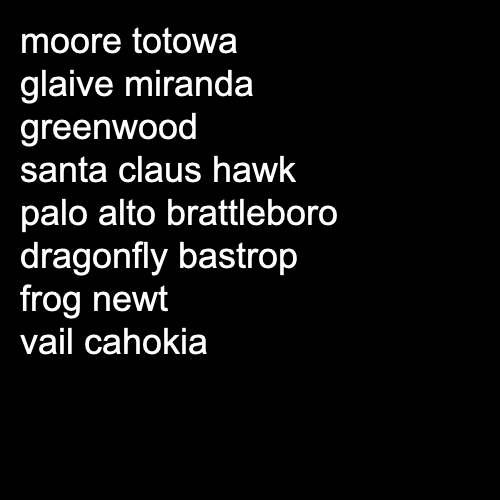 moore totowa
glaive miranda
greenwood
santa claus hawk
palo alto brattleboro
dragonfly bastrop
frog newt
vail cahokia